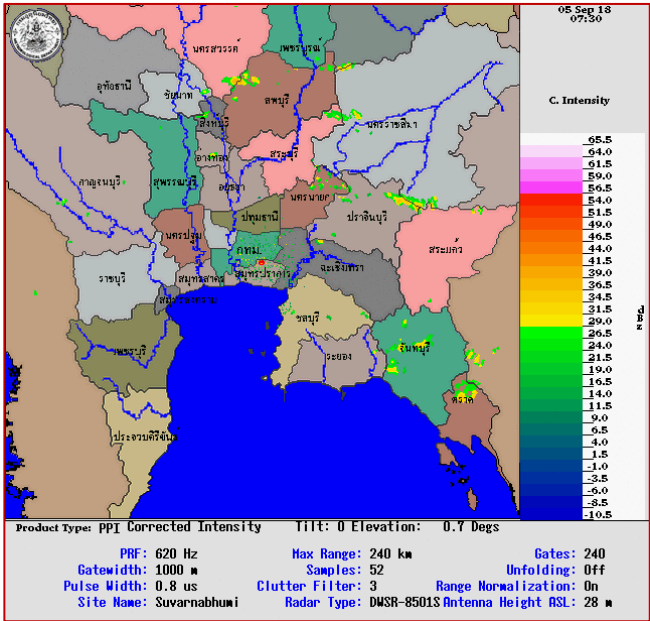 05 Sep 18
07:30
C. Intensity
65.5
64.0
61.5
59.0
56.5
54.0
51.5
49.0
46.5
44.0
41.5
39.0
36.5
34.0
31.5
29.0
26.5
24.0
21.5
19.0
16.5
14.0
11.5
9.0
6.5
4.0
1.5
-1.0
-3.5
-6.0
-8.5
-10.5
นครสวรรค์
เพชรบูรณ์
อุทัยธานี
ชัยนาท
ลพบุรี
สิงห์บุรี
นครราชสีมา
อ่างทอง
สระบุรี
กาญจนบุรี
สุพรรณบุรี
อยุธยา
นครนายก
ปราจีนบุรี
ปทุมธานี
นครปฐม
กทม.
สระแก้ว
ฉะเชิงเทรา
สมุทรปราการ
สมุทรสาคร
ราชบุรี
สมุทรสงคราม
ชลบุรี
เพชรบุรี
ระยอง
จันทบุรี
ตราด
ประจวบคีรีขันธ์
Product Type: PPI Corrected Intensity Tilt: 0 Elevation: 0.7 Degs
PRF: 620 Hz Max Range: 240 km Gates: 240
Gatewidth: 1000 m Samples: 52 Unfolding: Off
Pulse Width: 0.8 us Clutter Filter: 3 Range Normalization: On
Site Name: Suvarnabhumi Radar Type: DWSR-8501S Antenna Height ASL: 28 m